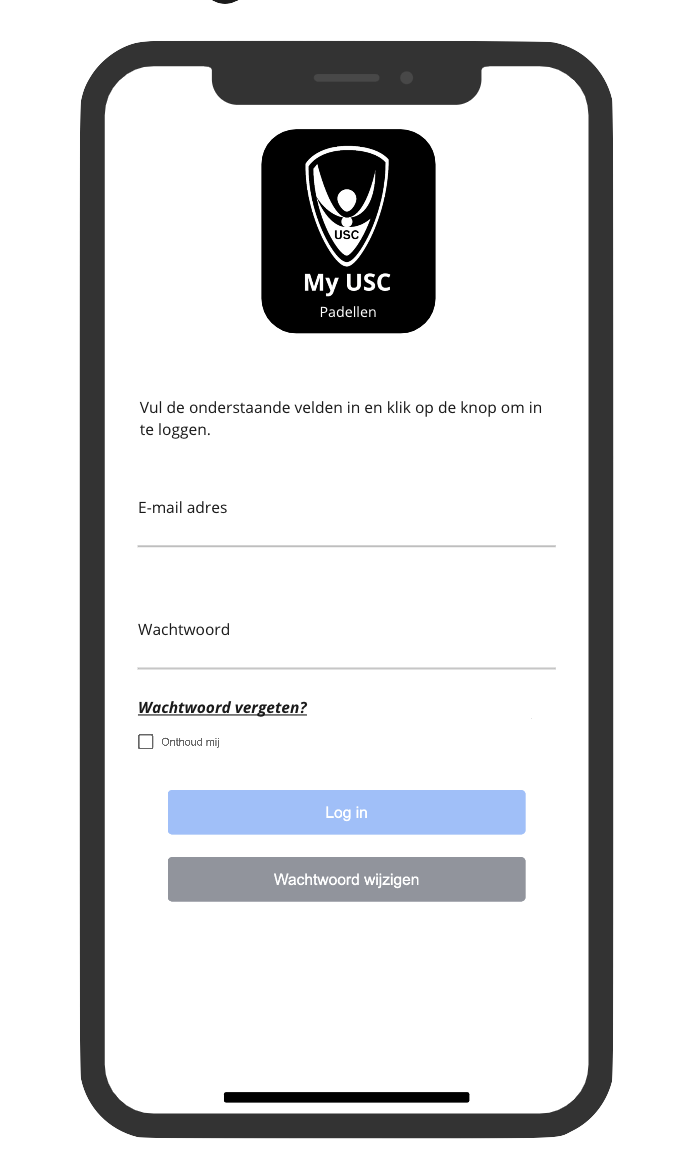 USC
My USC
Padellen
Vul de onderstaande velden in en klik op de knop om in
te loggen.
E-mail adres
Wachtwoord
Wachtwoord vergeten?
Onthoud mij
Log in
Wachtwoord wijzigen